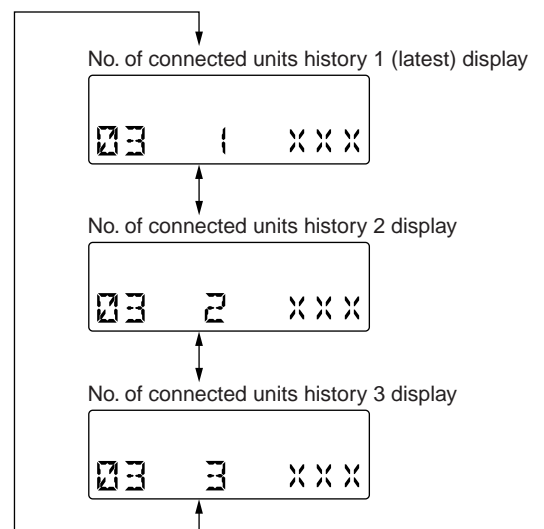 No. of connected units history 1 (latest) display
03 1 XXX
No. of connected units history 2 display
03 2 XXX
No. of connected units history 3 display
03 3 XXX